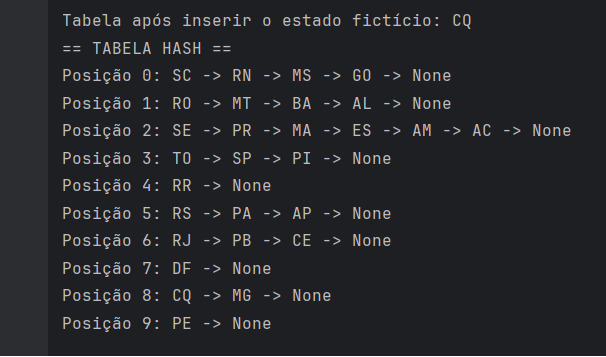 Tabela após inserir o estado fictício: CQ
== TABELA HASH ==
Posição 0: SC -> RN -> MS -> GO -> None
Posição 1: RO -> MT -> BA -> AL -> None
Posição 2: SE -> PR -> MA -> ES -> AM -> AC -> None
Posição 3: TO -> SP -> PI -> None
Posição 4: RR -> None
Posição 5: RS -> PA -> AP -> None
Posição 6: RJ -> PB -> CE -> None
Posição 7: DF -> None
Posição 8: CQ -> MG -> None
Posição 9: PE -> None